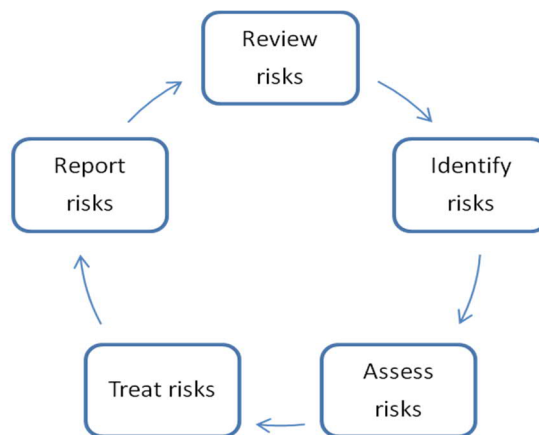 Review
risks
Identify
risks
Assess
risks
Treat risks
Report
risks